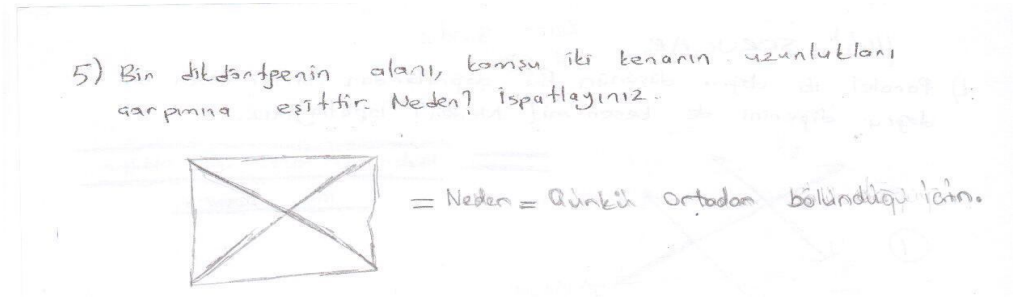 5) Bir dikdörtgenin alanı, komşu iki kenarın uzunlukları
çarpımına eşittir. Neden? İspatlayınız.
= Neden = Çünkü ortadan bölündüğü için.